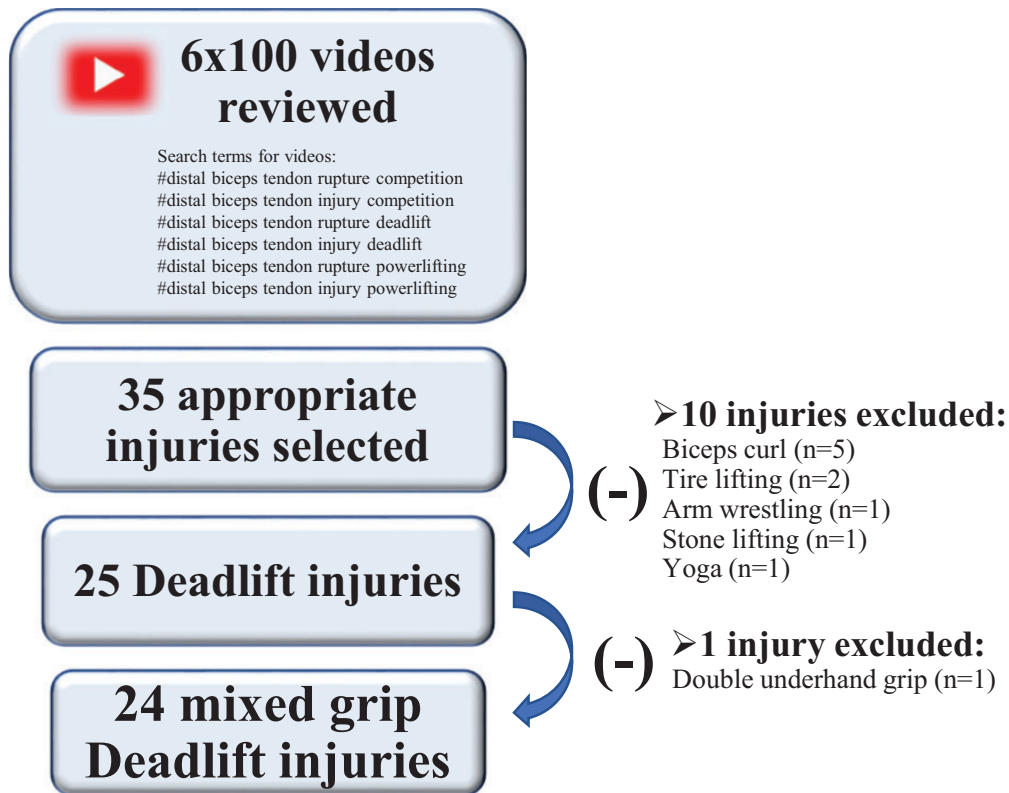 6x100 videos
reviewed
Search terms for videos:
#distal biceps tendon rupture competition
#distal biceps tendon injury competition
#distal biceps tendon rupture deadlift
#distal biceps tendon injury deadlift
#distal biceps tendon rupture powerlifting
#distal biceps tendon injury powerlifting
35 appropriate
injuries selected
(-)
➢10 injuries excluded:
Biceps curl (n=5)
Tire lifting (n=2)
Arm wrestling (n=1)
Stone lifting (n=1)
Yoga (n=1)
25 Deadlift injuries
(-)
➢1 injury excluded:
Double underhand grip (n=1)
24 mixed grip
Deadlift injuries